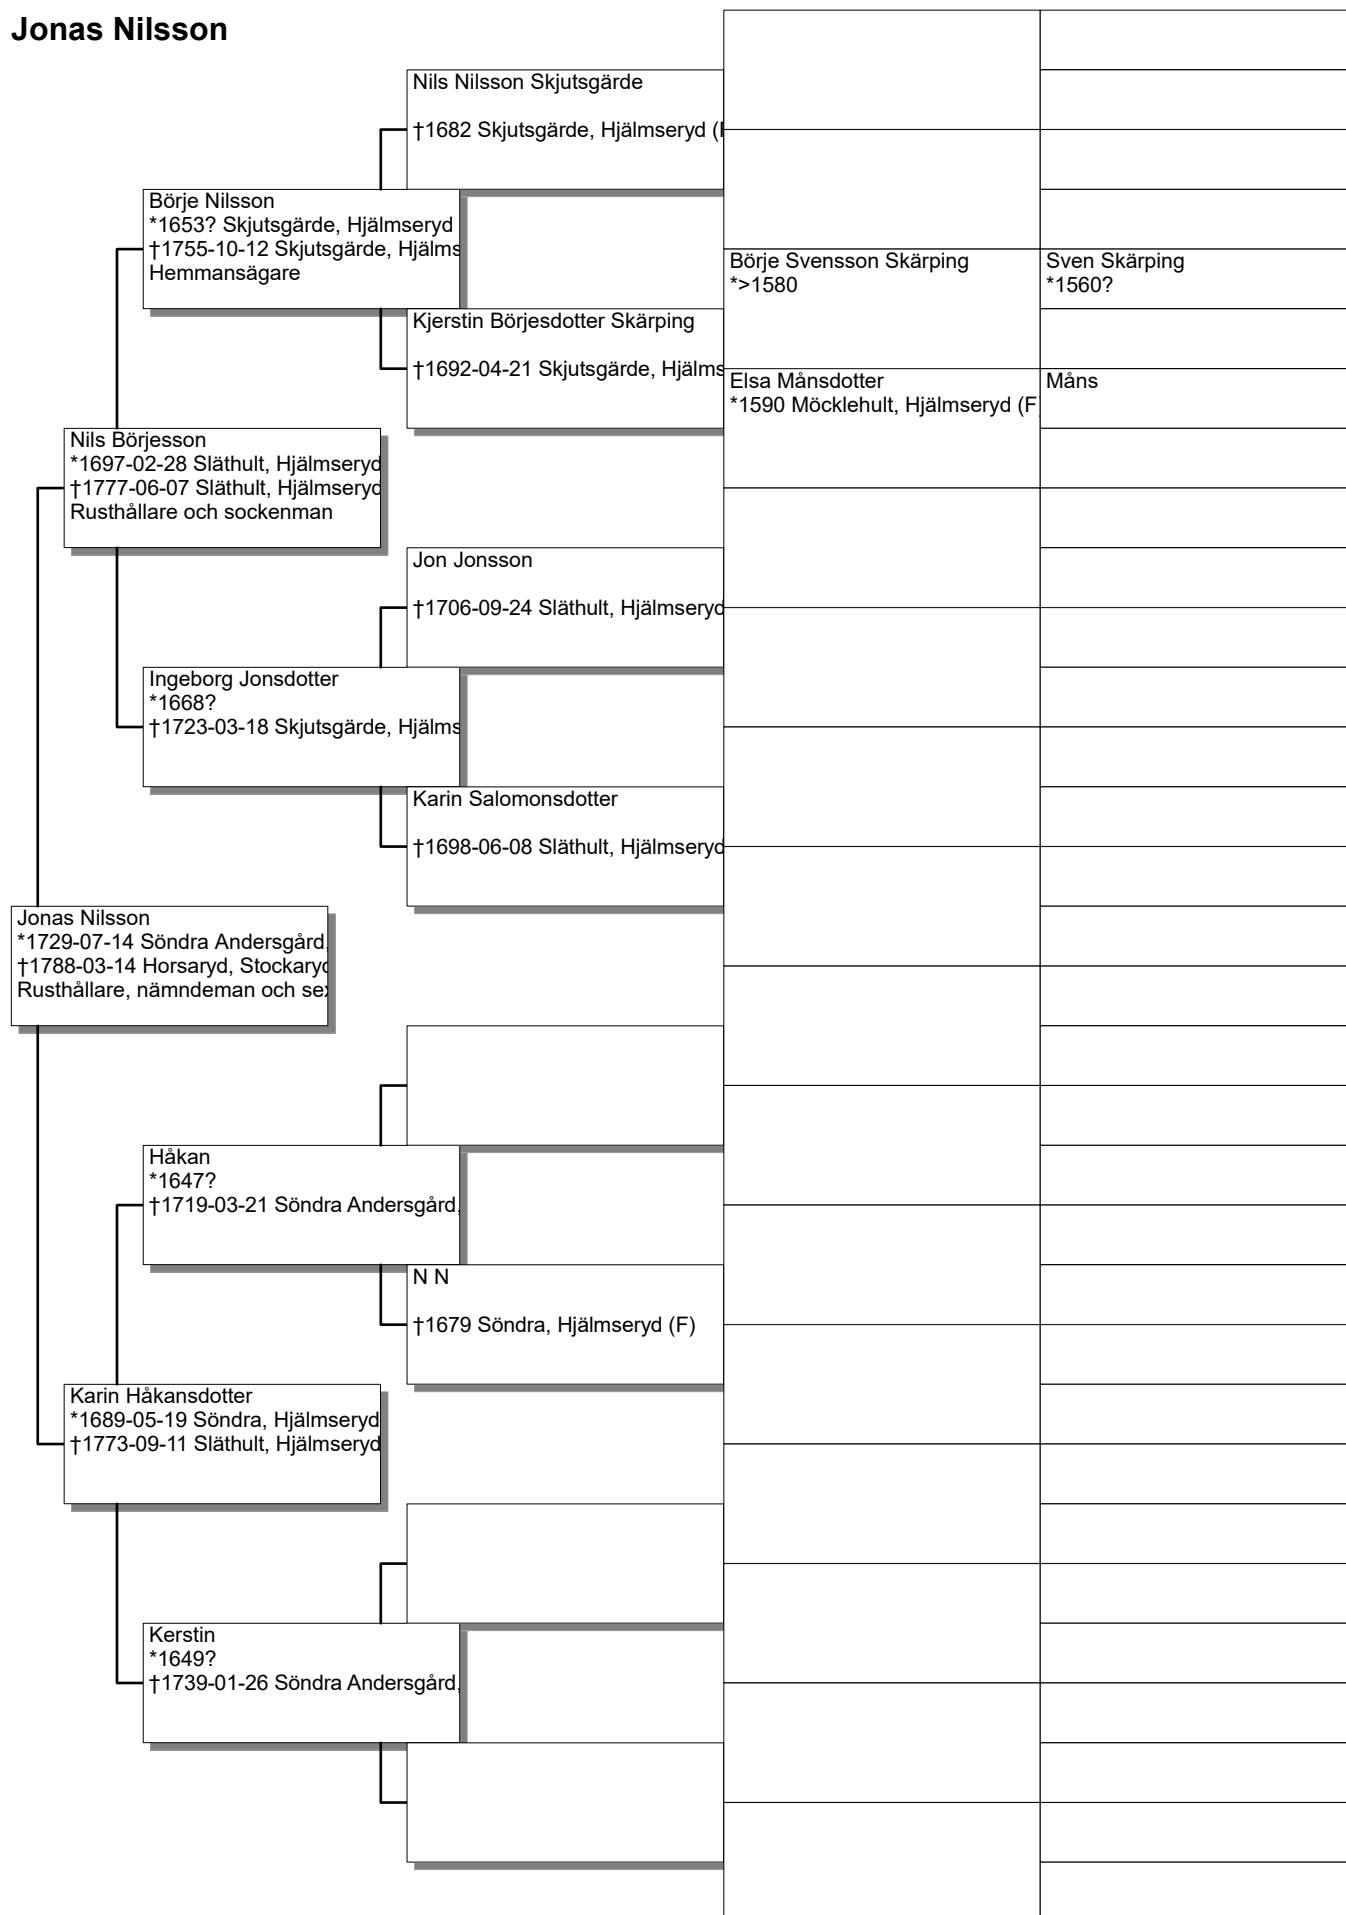 Jonas Nilsson
Nils Nilsson Skjutsgärde
†1682 Skjutsgärde, Hjälmseryd
Börje Nilsson
*1653? Skjutsgärde, Hjälmseryd
†1755-10-12 Skjutsgärde, Hjälms
Hemmansägare
Börje Svensson Skärping
*>1580
Sven Skärping
*1560?
Kjerstin Börjesdotter Skärping
†1692-04-21 Skjutsgärde, Hjälms
Elsa Månsdotter
*1590 Möcklehult, Hjälmseryd (F
Måns
Nils Börjesson
*1697-02-28 Släthult, Hjälmseryd
†1777-06-07 Släthult, Hjälmseryd
Rusthållare och sockenman
Jon Jonsson
†1706-09-24 Släthult, Hjälmseryd
Ingeborg Jonsdotter
*1668?
†1723-03-18 Skjutsgärde, Hjälms
Karin Salomonsdotter
†1698-06-08 Släthult, Hjälmseryd
Jonas Nilsson
*1729-07-14 Söndra Andersgård,
†1788-03-14 Horsaryd, Stockaryd
Rusthållare, nämndeman och sex
Håkan
*1647?
†1719-03-21 Söndra Andersgård,
N N
†1679 Söndra, Hjälmseryd (F)
Karin Håkansdotter
*1689-05-19 Söndra, Hjälmseryd
†1773-09-11 Släthult, Hjälmseryd
Kerstin
*1649?
†1739-01-26 Söndra Andersgård,